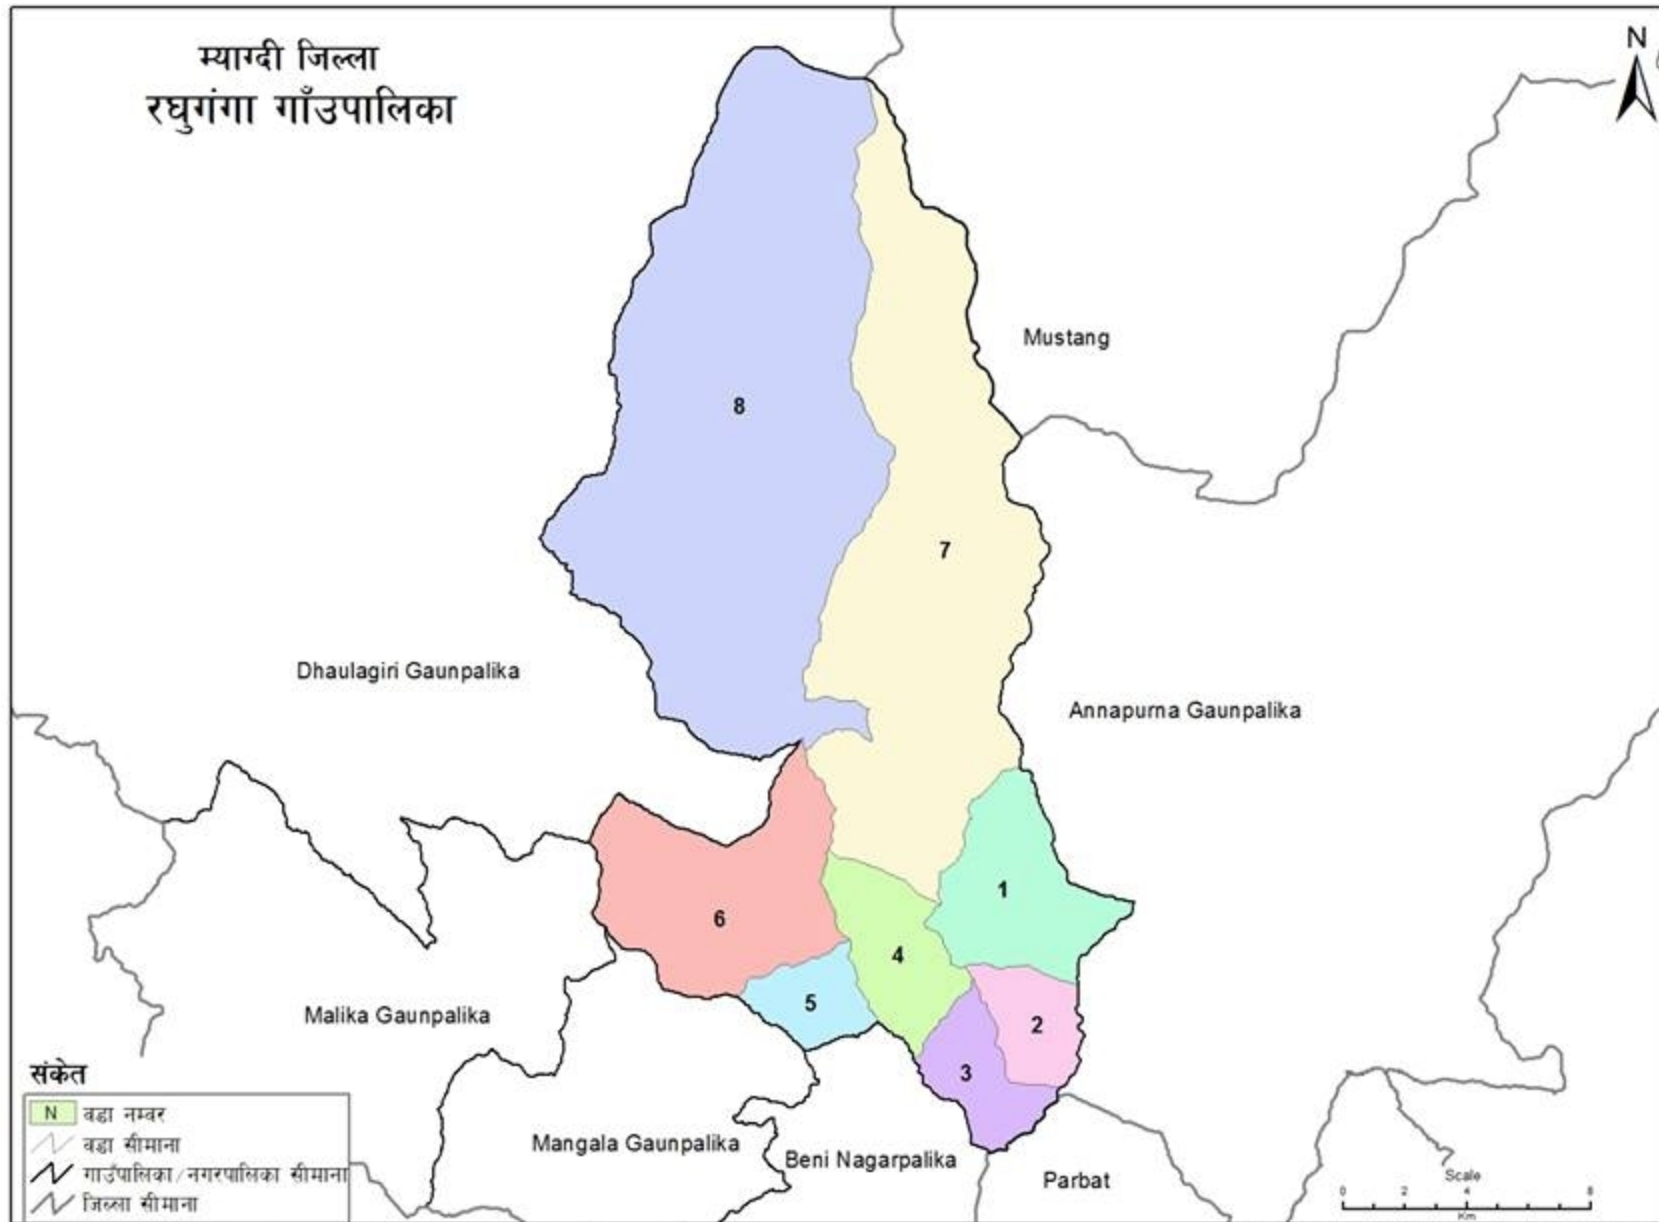 म्याग्दी जिल्ला
रघुगंगा गाँउपालिका
N
Mustang
8
7
Dhaulagiri Gaunpalika
Annapurna Gaunpalika
1
6
4
5
Malika Gaunpalika
2
3
संकेत
N वडा नम्वर
वडा सीमाना
गाउँपालिका/नगरपालिका सीमाना
जिल्ला सीमाना
Mangala Gaunpalika
Beni Nagarpalika
Parbat
Scale
0 2 4 8
Km